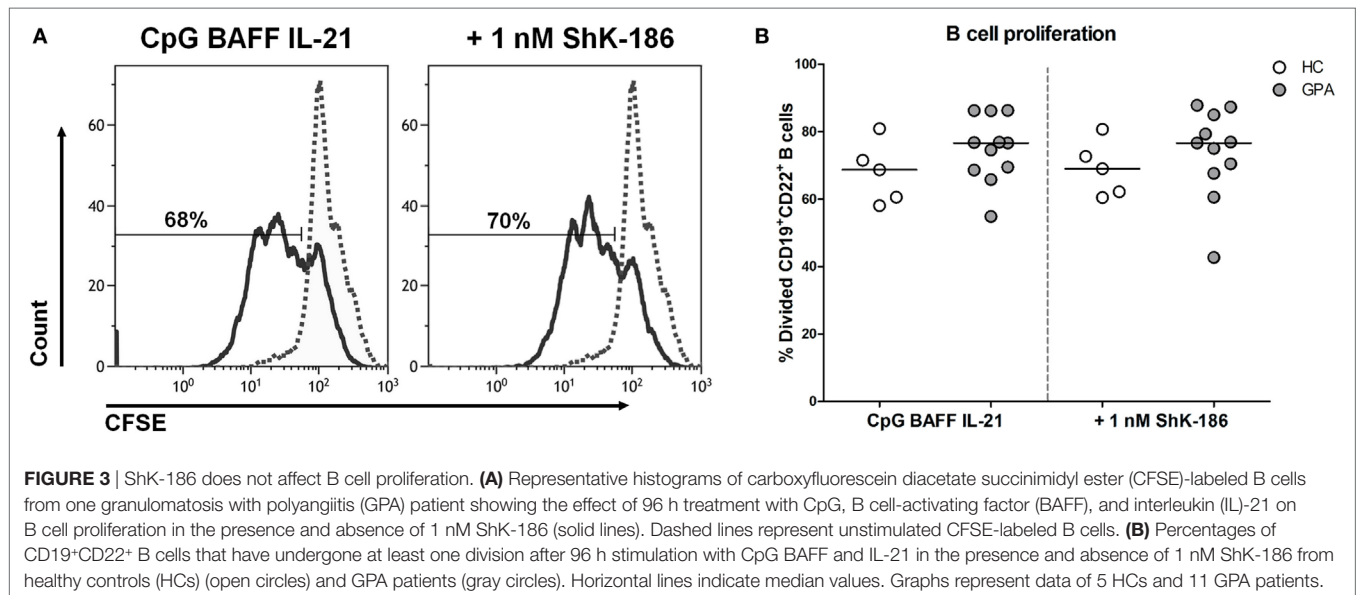 A
CpG BAFF IL-21
+ 1 nM ShK-186
60
40
20
0
68%
10⁰ 10¹ 10² 10³
60
40
20
0
70%
10⁰ 10¹ 10² 10³
Count
CFSE
B
B cell proliferation
% Divided CD19⁺CD22⁺ B cells
100
80
60
40
20
0
CpG BAFF IL-21
+ 1 nM ShK-186
HC
GPA
FIGURE 3 | ShK-186 does not affect B cell proliferation. (A) Representative histograms of carboxyfluorescein diacetate succinimidyl ester (CFSE)-labeled B cells
from one granulomatosis with polyangiitis (GPA) patient showing the effect of 96 h treatment with CpG, B cell-activating factor (BAFF), and interleukin (IL)-21 on
B cell proliferation in the presence and absence of 1 nM ShK-186 (solid lines). Dashed lines represent unstimulated CFSE-labeled B cells. (B) Percentages of
CD19⁺CD22⁺ B cells that have undergone at least one division after 96 h stimulation with CpG BAFF and IL-21 in the presence and absence of 1 nM ShK-186 from
healthy controls (HCs) (open circles) and GPA patients (gray circles). Horizontal lines indicate median values. Graphs represent data of 5 HCs and 11 GPA patients.